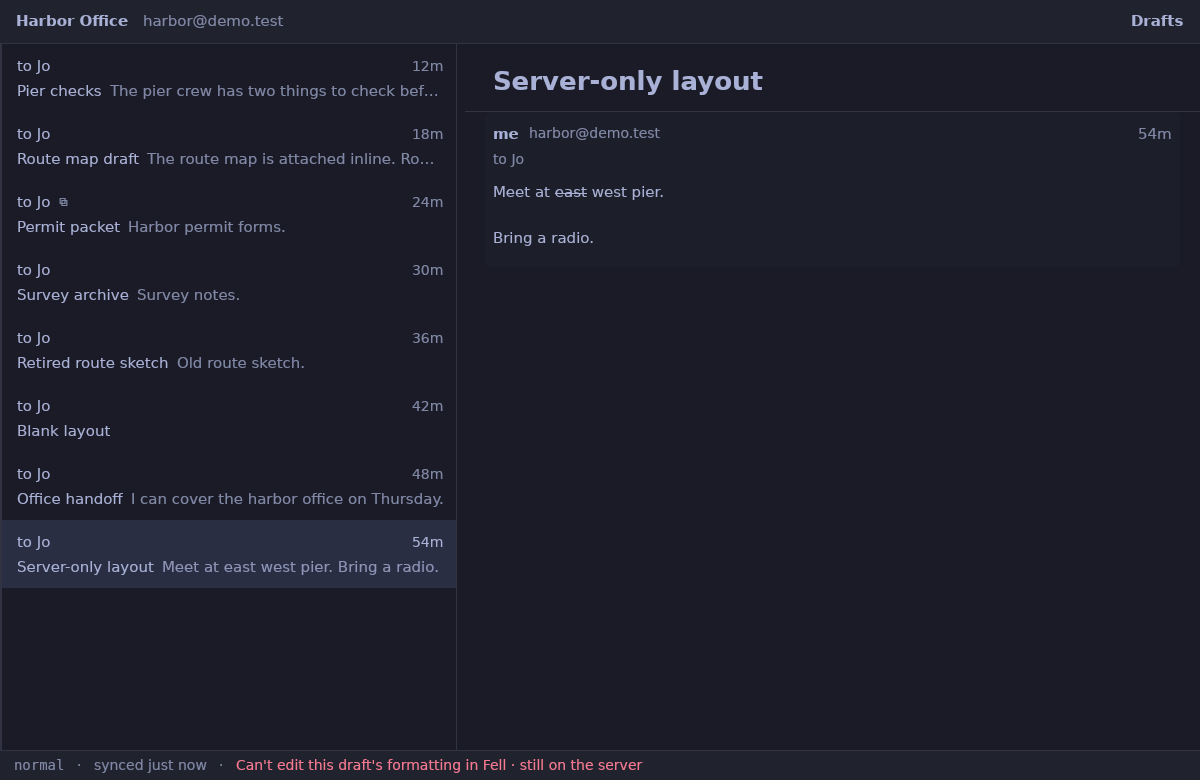 Harbor Office harbor@demo.test Drafts
to Jo 12m
Pier checks The pier crew has two things to check bef…
to Jo 18m
Route map draft The route map is attached inline. Ro…
to Jo 24m
Permit packet Harbor permit forms.
to Jo 30m
Survey archive Survey notes.
to Jo 36m
Retired route sketch Old route sketch.
to Jo 42m
Blank layout
to Jo 48m
Office handoff I can cover the harbor office on Thursday.
to Jo 54m
Server-only layout Meet at east west pier. Bring a radio.
Server-only layout
me harbor@demo.test 54m
to Jo
Meet at east west pier.
Bring a radio.
normal · synced just now · Can't edit this draft's formatting in Fell · still on the server